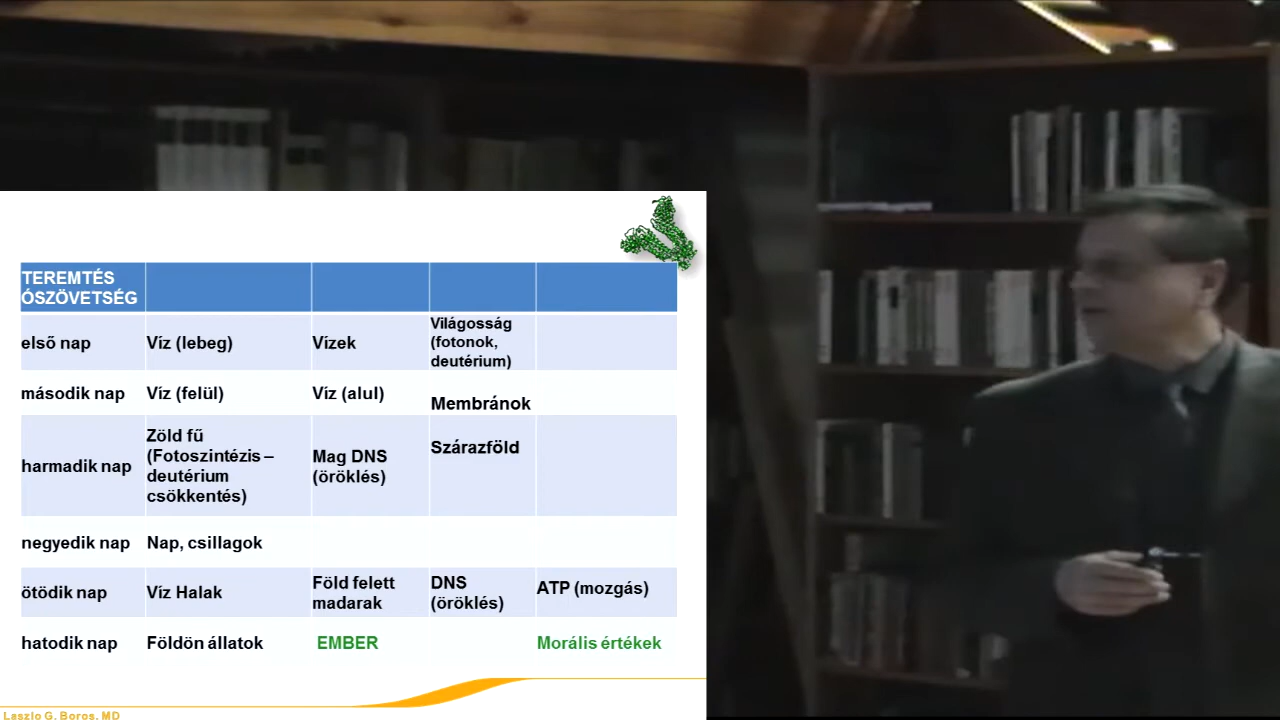 TEREMTÉS
ÓSZÖVETSÉG
első nap
Víz (lebeg)
Vízek
Világosság
(fotonok,
deutérium)
második nap
Víz (felül)
Víz (alul)
Membránok
harmadik nap
Zöld fű
(Fotoszintézis –
deutérium
csökkentés)
Mag DNS
(öröklés)
Szárazföld
negyedik nap
Nap, csillagok
ötödik nap
Víz Halak
Föld felett
madarak
DNS
(öröklés)
ATP (mozgás)
hatodik nap
Földön állatok
EMBER
Morális értékek
Laszlo G. Boros, MD